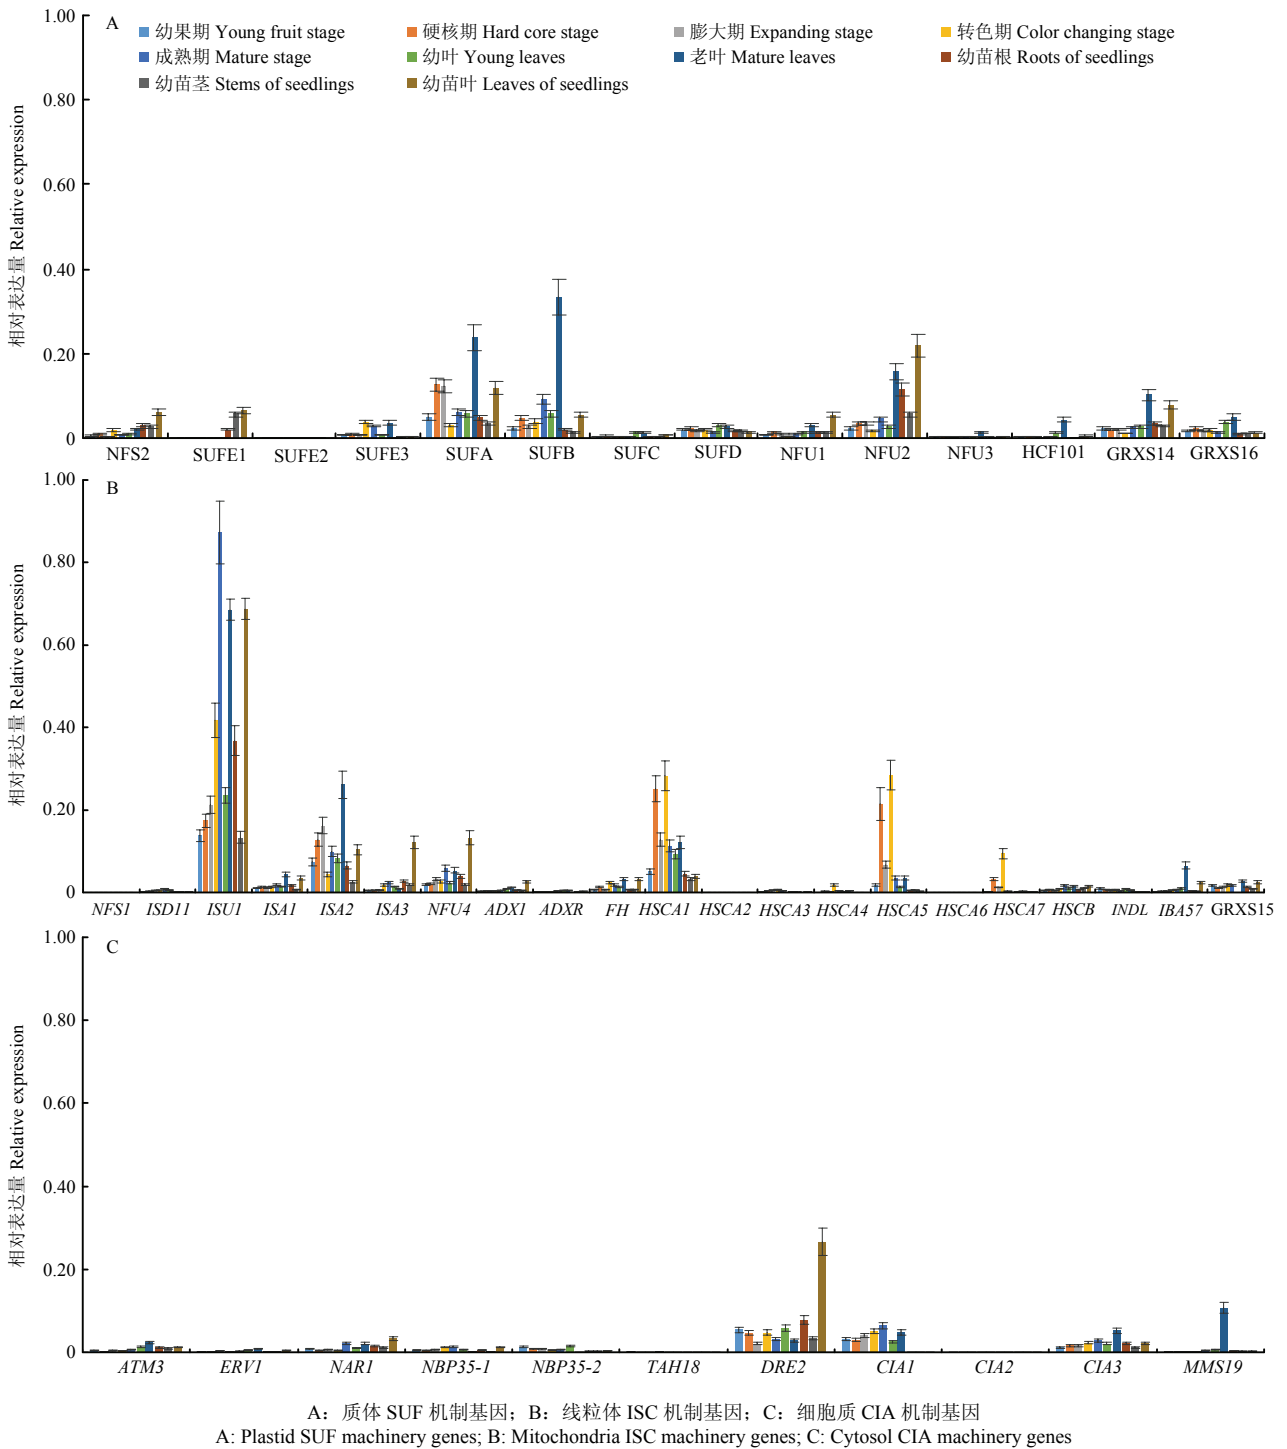 A
幼果期 Young fruit stage 硬核期 Hard core stage 膨大期 Expanding stage 转色期 Color changing stage
成熟期 Mature stage 幼叶 Young leaves 老叶 Mature leaves 幼苗根 Roots of seedlings
幼苗茎 Stems of seedlings 幼苗叶 Leaves of seedlings
相对表达量 Relative expression
1.00
0.80
0.60
0.40
0.20
0
NFS2 SUFE1 SUFE2 SUFE3 SUFA SUFB SUFC SUFD NFU1 NFU2 NFU3 HCF101 GRXS14 GRXS16
B
相对表达量 Relative expression
1.00
0.80
0.60
0.40
0.20
0
NFS1 ISD11 ISU1 ISA1 ISA2 ISA3 NFU4 ADX1 ADXR FH HSCA1 HSCA2 HSCA3 HSCA4 HSCA5 HSCA6 HSCA7 HSCB INDL IBA57 GRXS15
C
相对表达量 Relative expression
1.00
0.80
0.60
0.40
0.20
0
ATM3 ERV1 NAR1 NBP35-1 NBP35-2 TAH18 DRE2 CIA1 CIA2 CIA3 MMS19
A：质体 SUF 机制基因；B：线粒体 ISC 机制基因；C：细胞质 CIA 机制基因
A: Plastid SUF machinery genes; B: Mitochondria ISC machinery genes; C: Cytosol CIA machinery genes